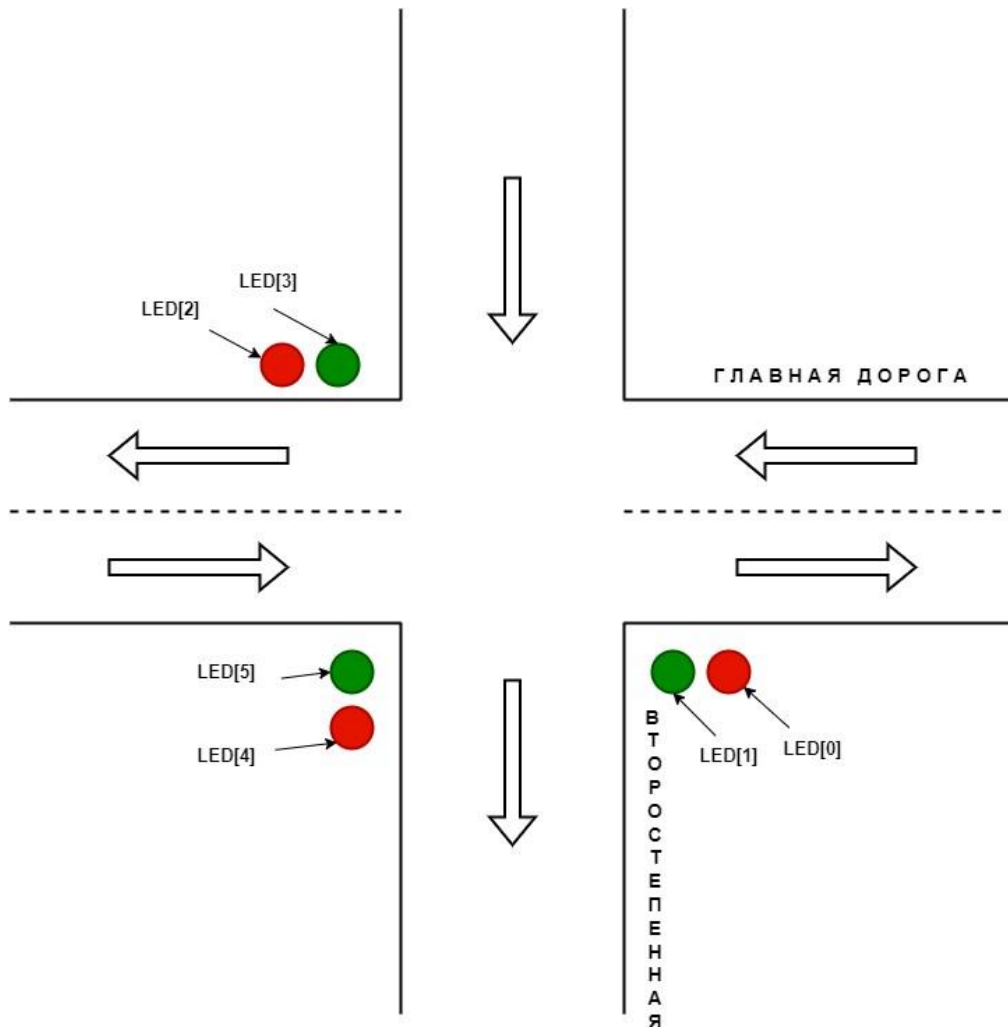 LED[3]
LED[2]
ГЛАВНАЯ ДОРОГА
LED[5]
LED[4]
LED[1]
LED[0]
ВТОРОСТЕПЕННАЯ